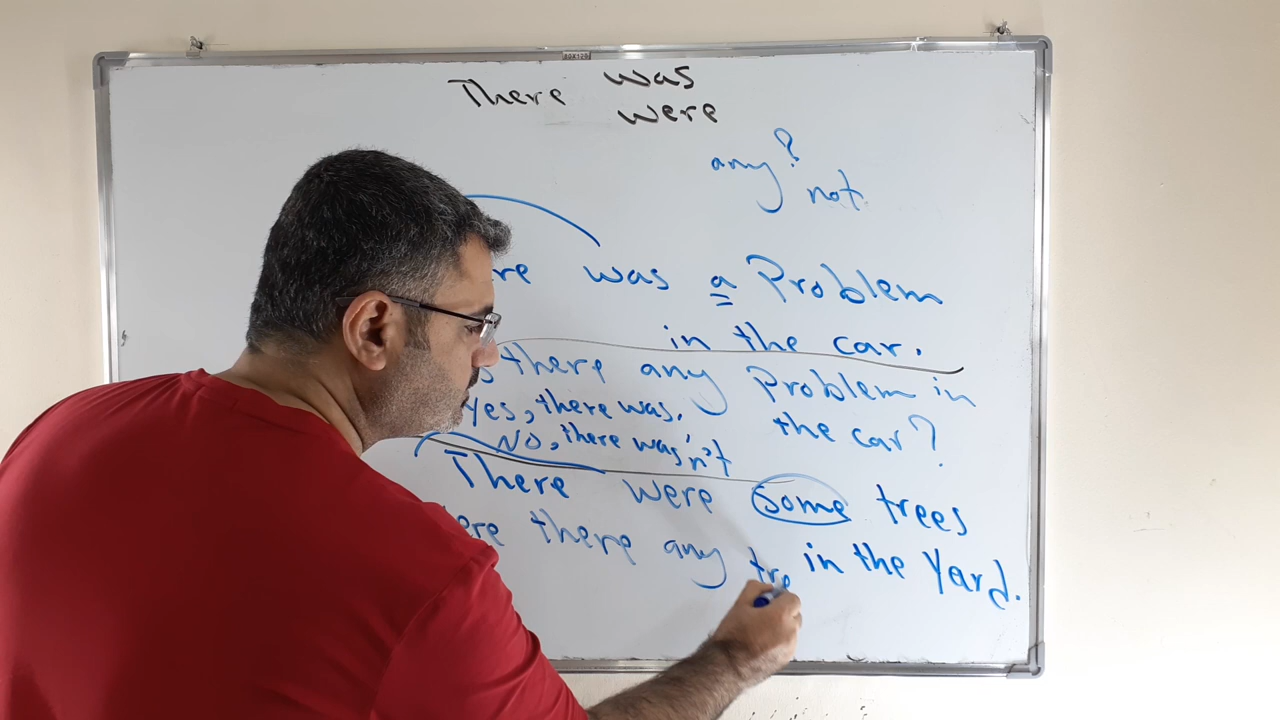 There was
were
any?
not
re was a Problem
in the car.
s there any Problem in
the car?
Yes, there was.
No, there wasn't
There were some trees
in the Yard.
ere there any tre